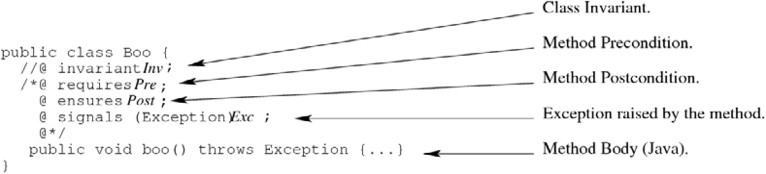 Class Invariant.
public class Boo {
Method Precondition.
//@ invariant Inv ;
/*@ requires Pre ;
Method Postcondition.
@ ensures Post ;
@ signals (Exception) Exc ;
Exception raised by the method.
@*/
public void boo() throws Exception {...}
Method Body (Java).
}